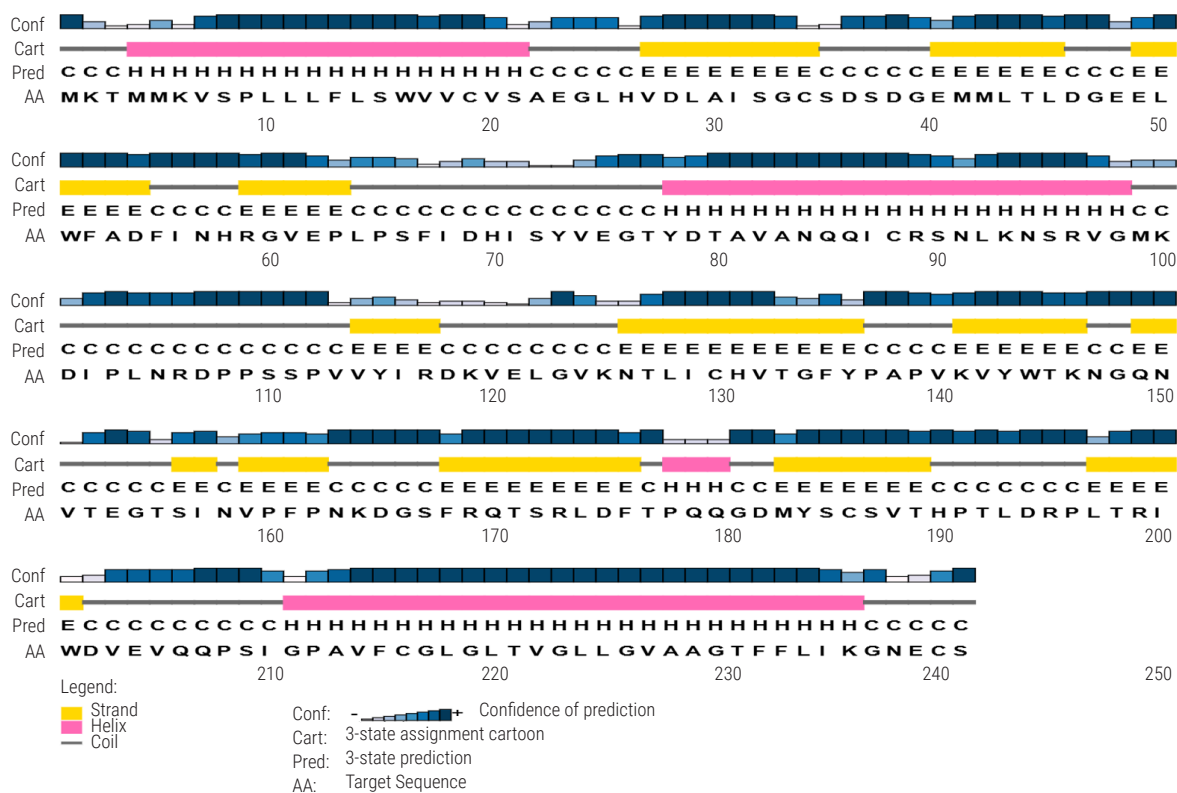 Conf
Cart
Pred C C C H H H H H H H H H H H H H H H H H H C C C C C E E E E E E E E C C C C C E E E E E E C C C E E
AA M K T M M K V S P L L L F L S W V V C V S A E G L H V D L A I S G C S D S D G E M M L T L D G E E L
10 20 30 40 50
Conf
Cart
Pred E E E E C C C C E E E E E C C C C C C C C C C C C C C H H H H H H H H H H H H H H H H H H H H H C C
AA W F A D F I N H R G V E P L P S F I D H I S Y V E G T Y D T A V A N Q Q I C R S N L K N S R V G M K
60 70 80 90 100
Conf
Cart
Pred C C C C C C C C C C C C C E E E E C C C C C C C C E E E E E E E E E E E C C C C E E E E E E C C E E
AA D I P L N R D P P S S P V V Y I R D K V E L G V K N T L I C H V T G F Y P A P V K V Y W T K N G Q N
110 120 130 140 150
Conf
Cart
Pred C C C C C E E C E E E E C C C C C E E E E E E E E E C H H H C C E E E E E E E C C C C C C C E E E E
AA V T E G T S I N V P F P N K D G S F R Q T S R L D F T P Q Q G D M Y S C S V T H P T L D R P L T R I
160 170 180 190 200
Conf
Cart
Pred E C C C C C C C C C H H H H H H H H H H H H H H H H H H H H H H H H H H C C C C C
AA W D V E V Q Q P S I G P A V F C G L G L T V G L L G V A A G T F F L I K G N E C S
210 220 230 240 250
Legend:
Strand
Helix
Coil
Conf: - + Confidence of prediction
Cart: 3-state assignment cartoon
Pred: 3-state prediction
AA: Target Sequence